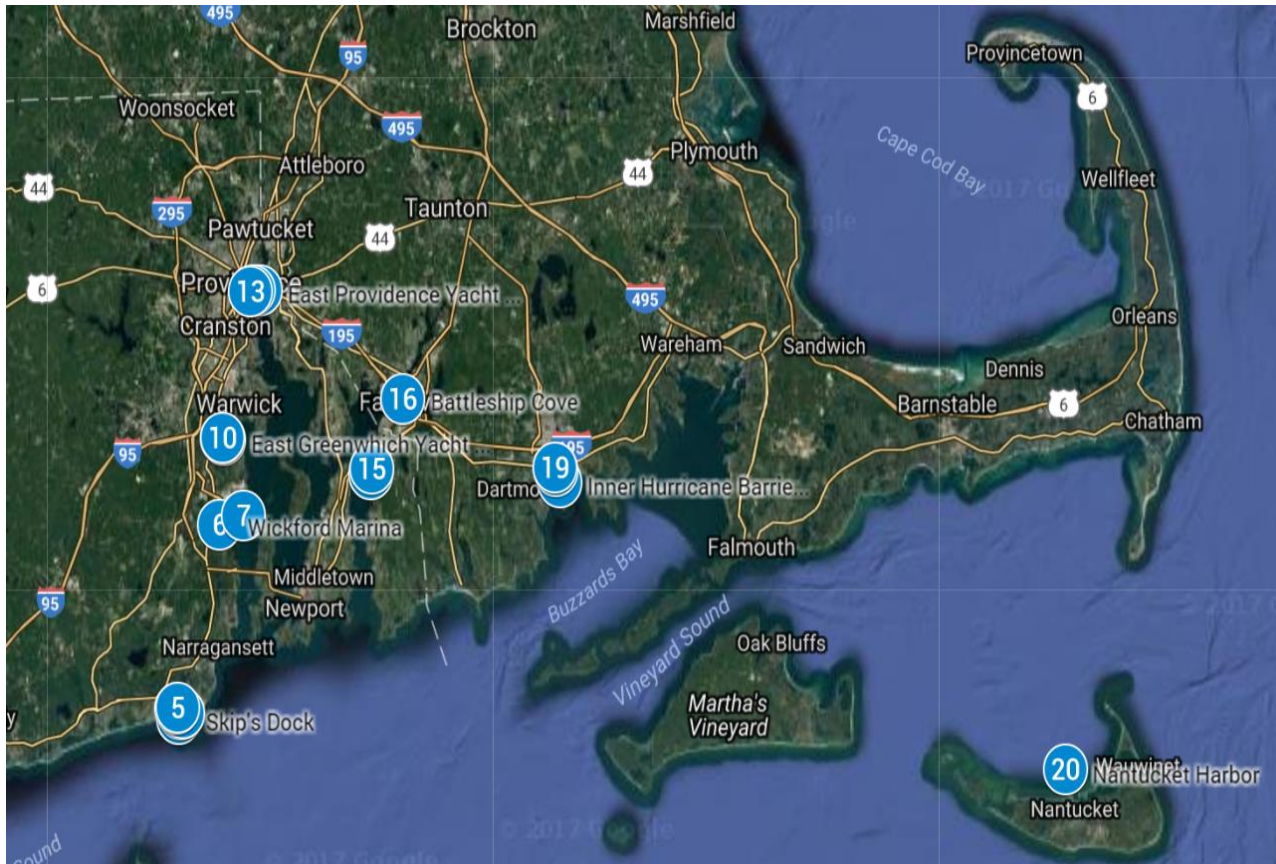 495
Brockton
Marshfield
95
Provincetown
6
Woonsocket
495
Cape Cod Bay
Plymouth
Attleboro
44
44
Wellfleet
295
Taunton
Pawtucket
44
6
13
East Providence Yacht ...
495
Cranston
195
Orleans
Wareham
Sandwich
Dennis
16
Battleship Cove
Warwick
Barnstable
6
10
East Greenwhich Yacht ...
95
Chatham
15
19
Dartmo
Inner Hurricane Barrie...
6
7
Wickford Marina
Falmouth
Middletown
Buzzards Bay
95
Newport
Vineyard Sound
Narragansett
Oak Bluffs
5
Skip's Dock
Martha's
Vineyard
20
Wauwinet
Nantucket Harbor
Nantucket
© 2017 Google
Sound